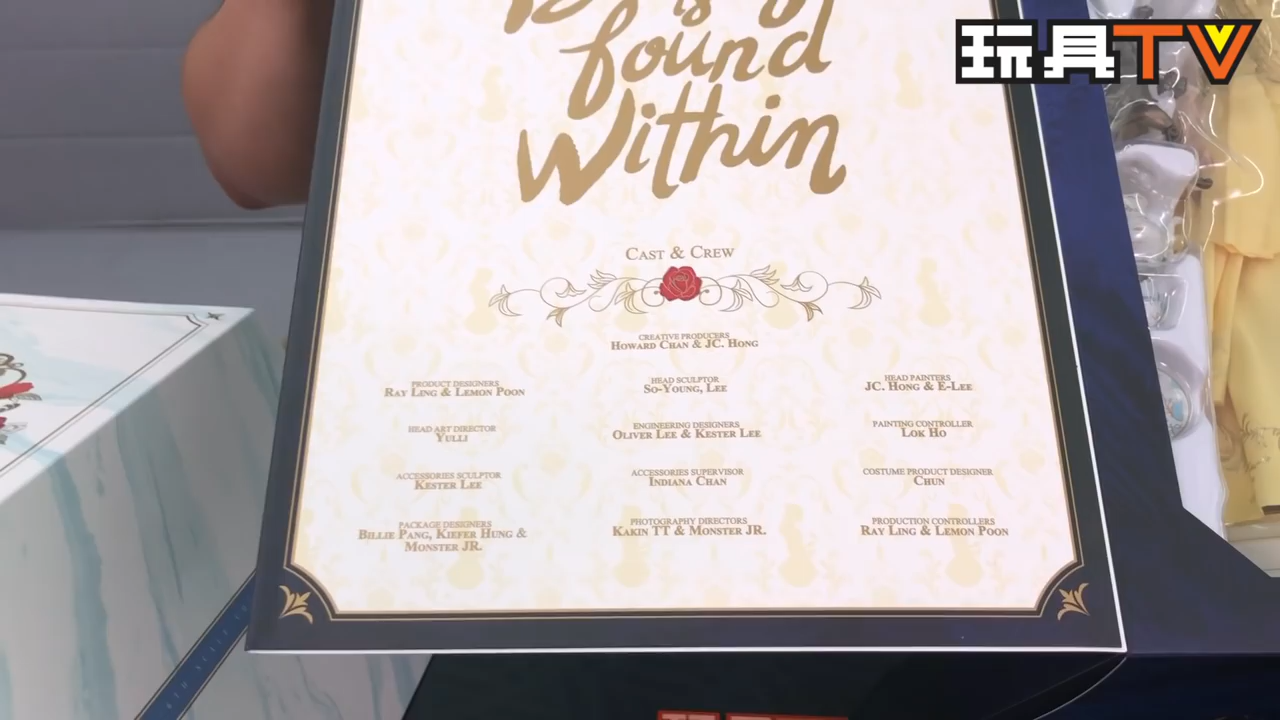 玩具TV
found
Within
CAST & CREW
CREATIVE PRODUCERS
HOWARD CHAN & JC. HONG
PRODUCT DESIGNERS
RAY LING & LEMON POON
HEAD SCULPTOR
SO-YOUNG, LEE
HEAD PAINTERS
JC. HONG & E-LEE
HEAD ART DIRECTOR
YULLI
ENGINEERING DESIGNERS
OLIVER LEE & KESTER LEE
PAINTING CONTROLLER
LOK HO
ACCESSORIES SCULPTOR
KESTER LEE
ACCESSORIES SUPERVISOR
INDIANA CHAN
COSTUME PRODUCT DESIGNER
CHUN
PACKAGE DESIGNERS
BILLIE PANG, KIEFER HUNG &
MONSTER JR.
PHOTOGRAPHY DIRECTORS
KAKIN TT & MONSTER JR.
PRODUCTION CONTROLLERS
RAY LING & LEMON POON